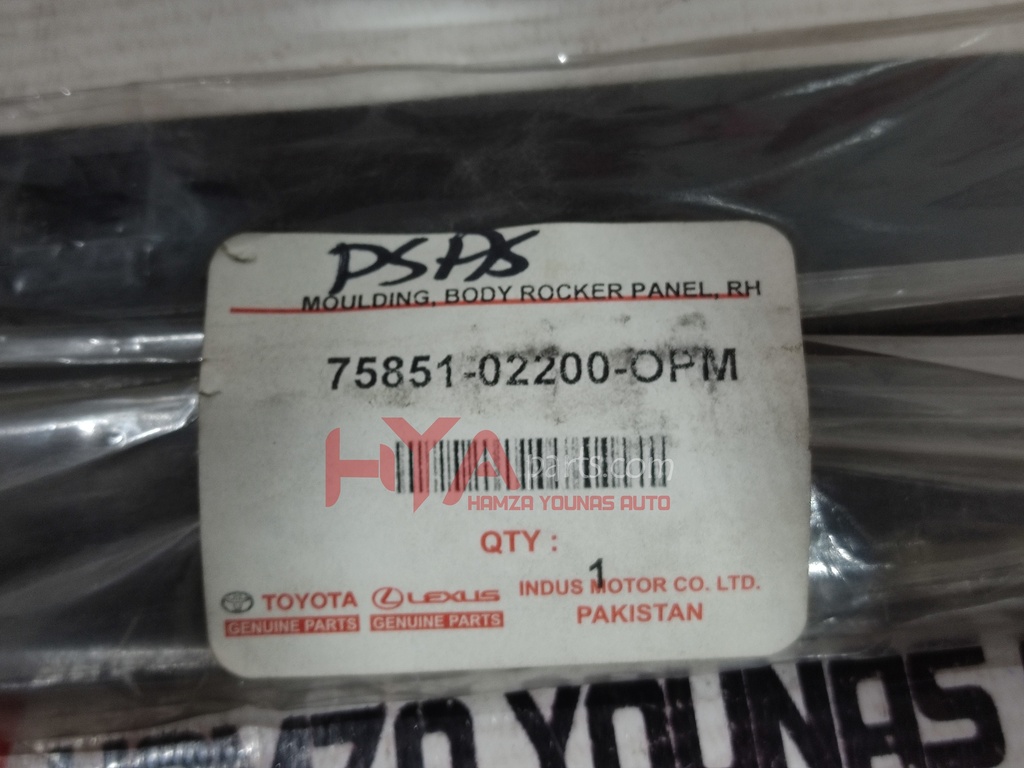 MOULDING, BODY ROCKER PANEL, RH
75851-02200-OPM
HYA parts.com
HAMZA YOUNAS AUTO
QTY :
1
TOYOTA LEXUS INDUS MOTOR CO. LTD.
GENUINE PARTS GENUINE PARTS PAKISTAN
YOUNAS